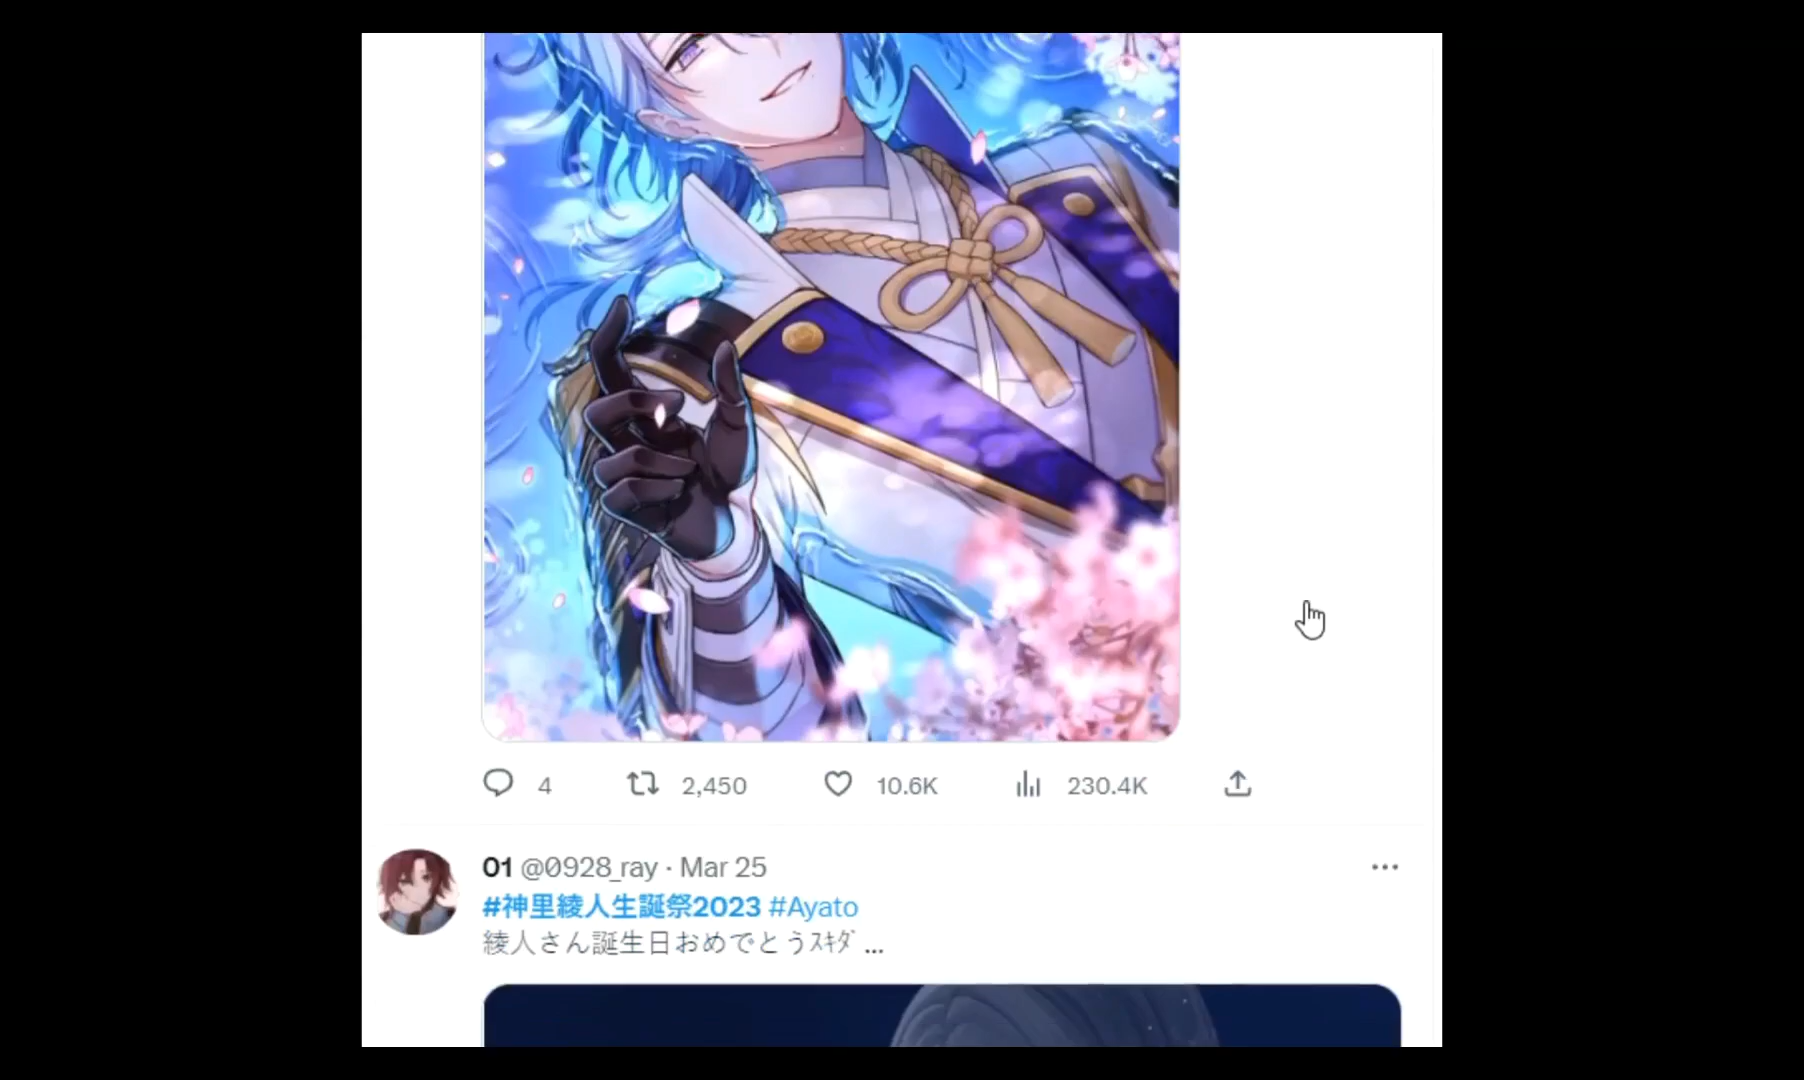 4 2,450 10.6K 230.4K
01 @0928_ray · Mar 25
#神里綾人生誕祭2023 #Ayato
綾人さん誕生日おめでとうｽｷﾀﾞ ...